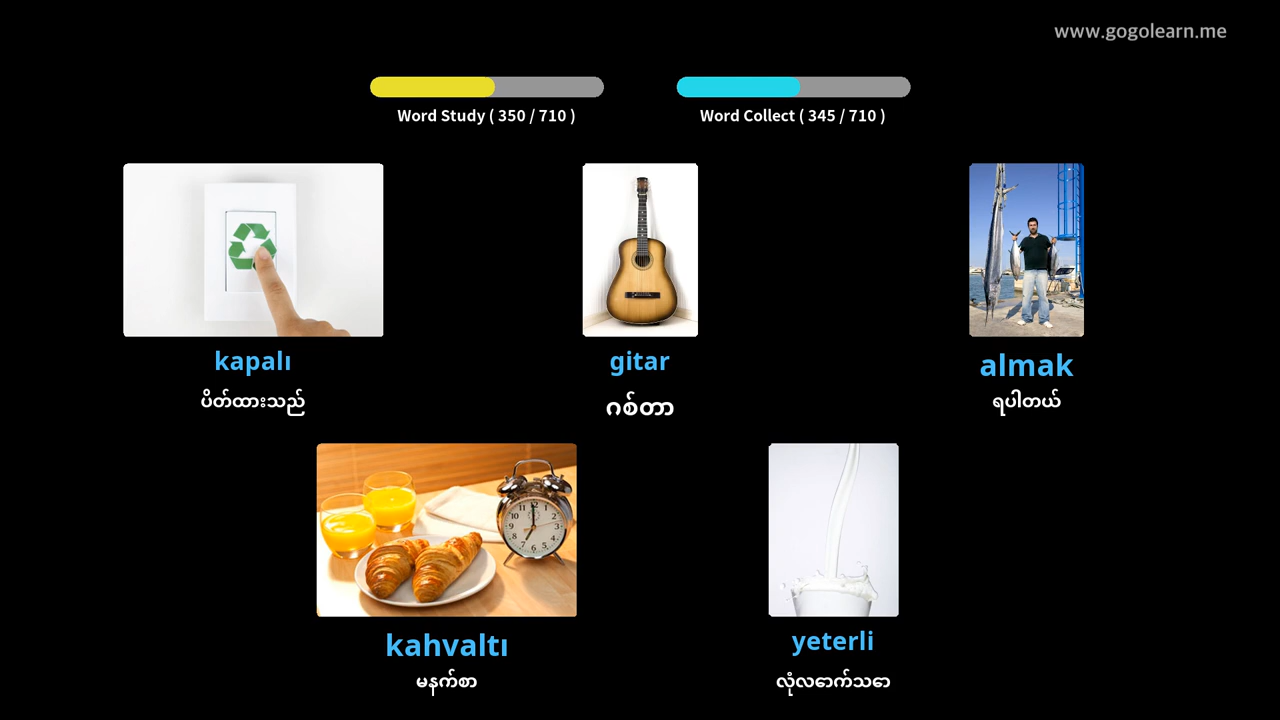 www.gogolearn.me
Word Study ( 350 / 710 )
Word Collect ( 345 / 710 )
kapalı
ပိတ်ထားသည်
gitar
ဂစ်တာ
almak
ရပါတယ်
kahvaltı
မနက်စာ
yeterli
လုံလောက်သော